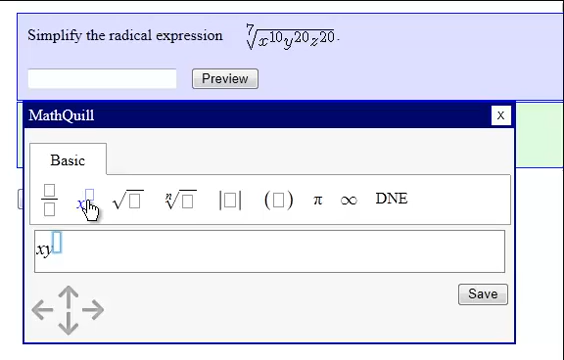 Simplify the radical expression ⁷√x¹⁰y²⁰z²⁰.
Preview
MathQuill
X
Basic
x □ √□ ⁿ√□ |□| (□) π ∞ DNE
xy
Save